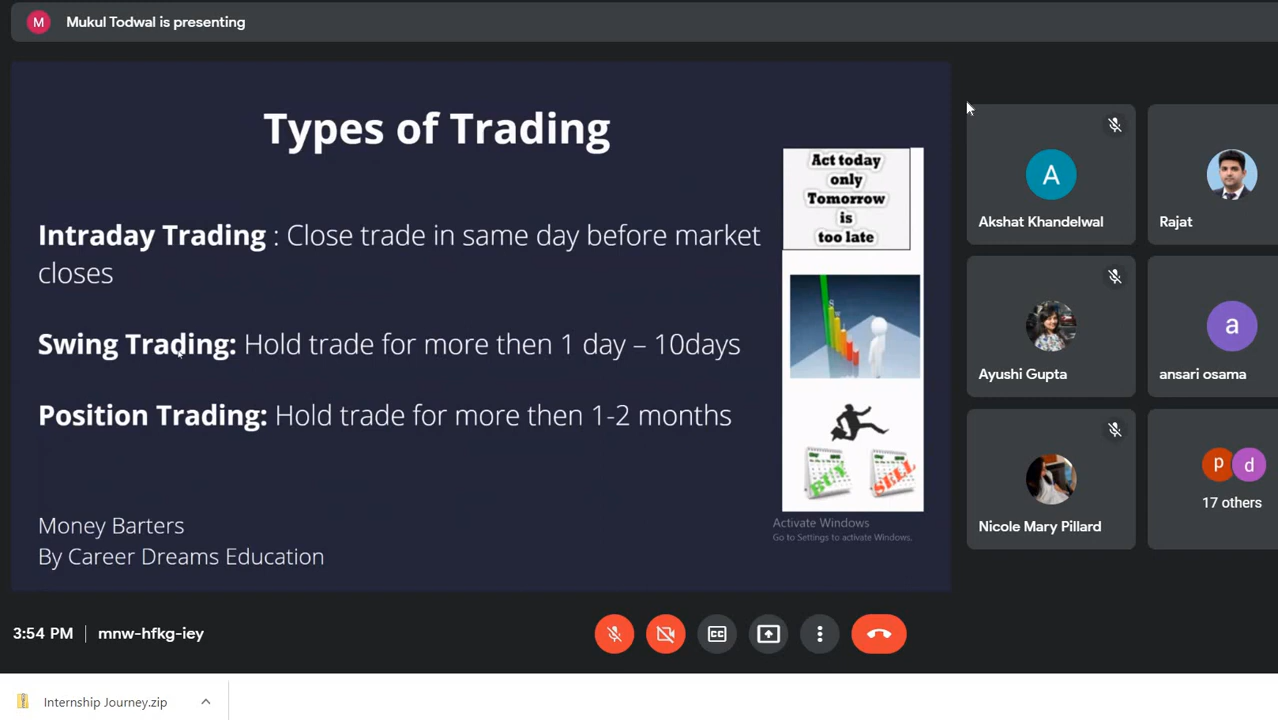 M Mukul Todwal is presenting
Types of Trading
Intraday Trading : Close trade in same day before market
closes
Swing Trading: Hold trade for more then 1 day – 10days
Position Trading: Hold trade for more then 1-2 months
Money Barters
By Career Dreams Education
Act today
only
Tomorrow
is
too late
BUY
SELL
Activate Windows
Go to Settings to activate Windows.
A
Akshat Khandelwal
Rajat
Ayushi Gupta
a
ansari osama
Nicole Mary Pillard
p d
17 others
3:54 PM | mnw-hfkg-iey
CC
Internship Journey.zip